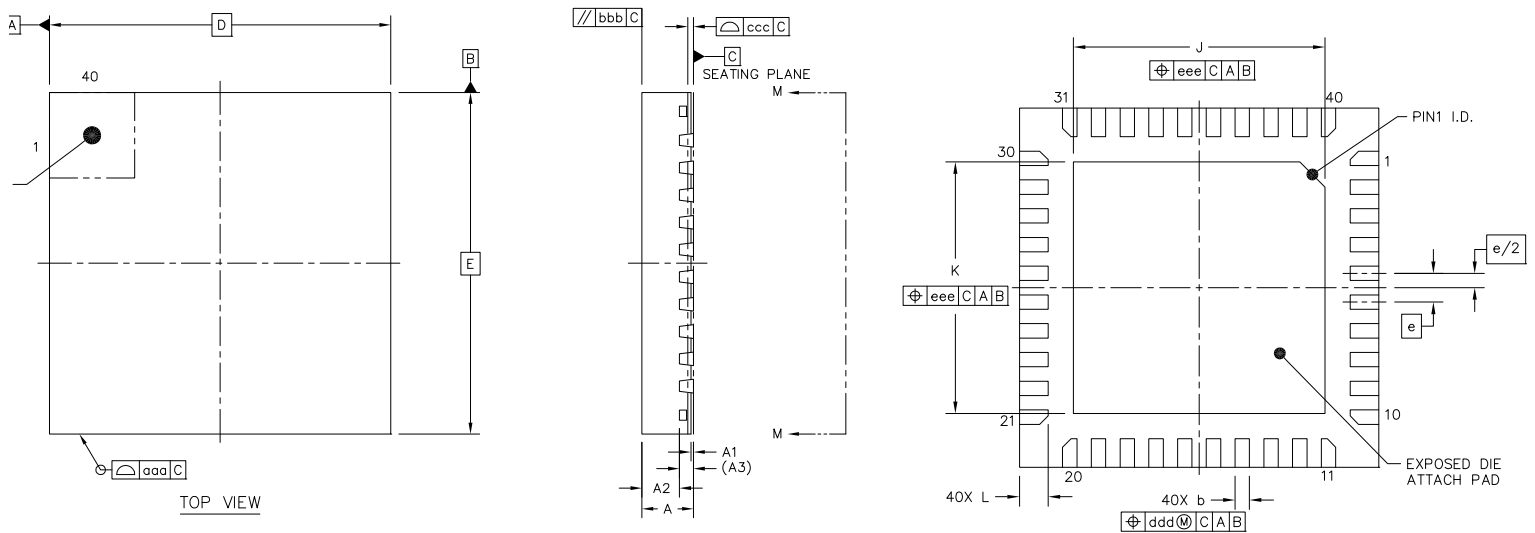 A
D
B
40
1
E
aaa C
TOP VIEW
// bbb C
ccc C
C
SEATING PLANE
M
M
A1
(A3)
A2
A
J
eee C A B
31
40
PIN1 I.D.
30
1
e/2
K
eee C A B
e
21
10
20
11
EXPOSED DIE
ATTACH PAD
40X L
40X b
ddd Ⓜ C A B